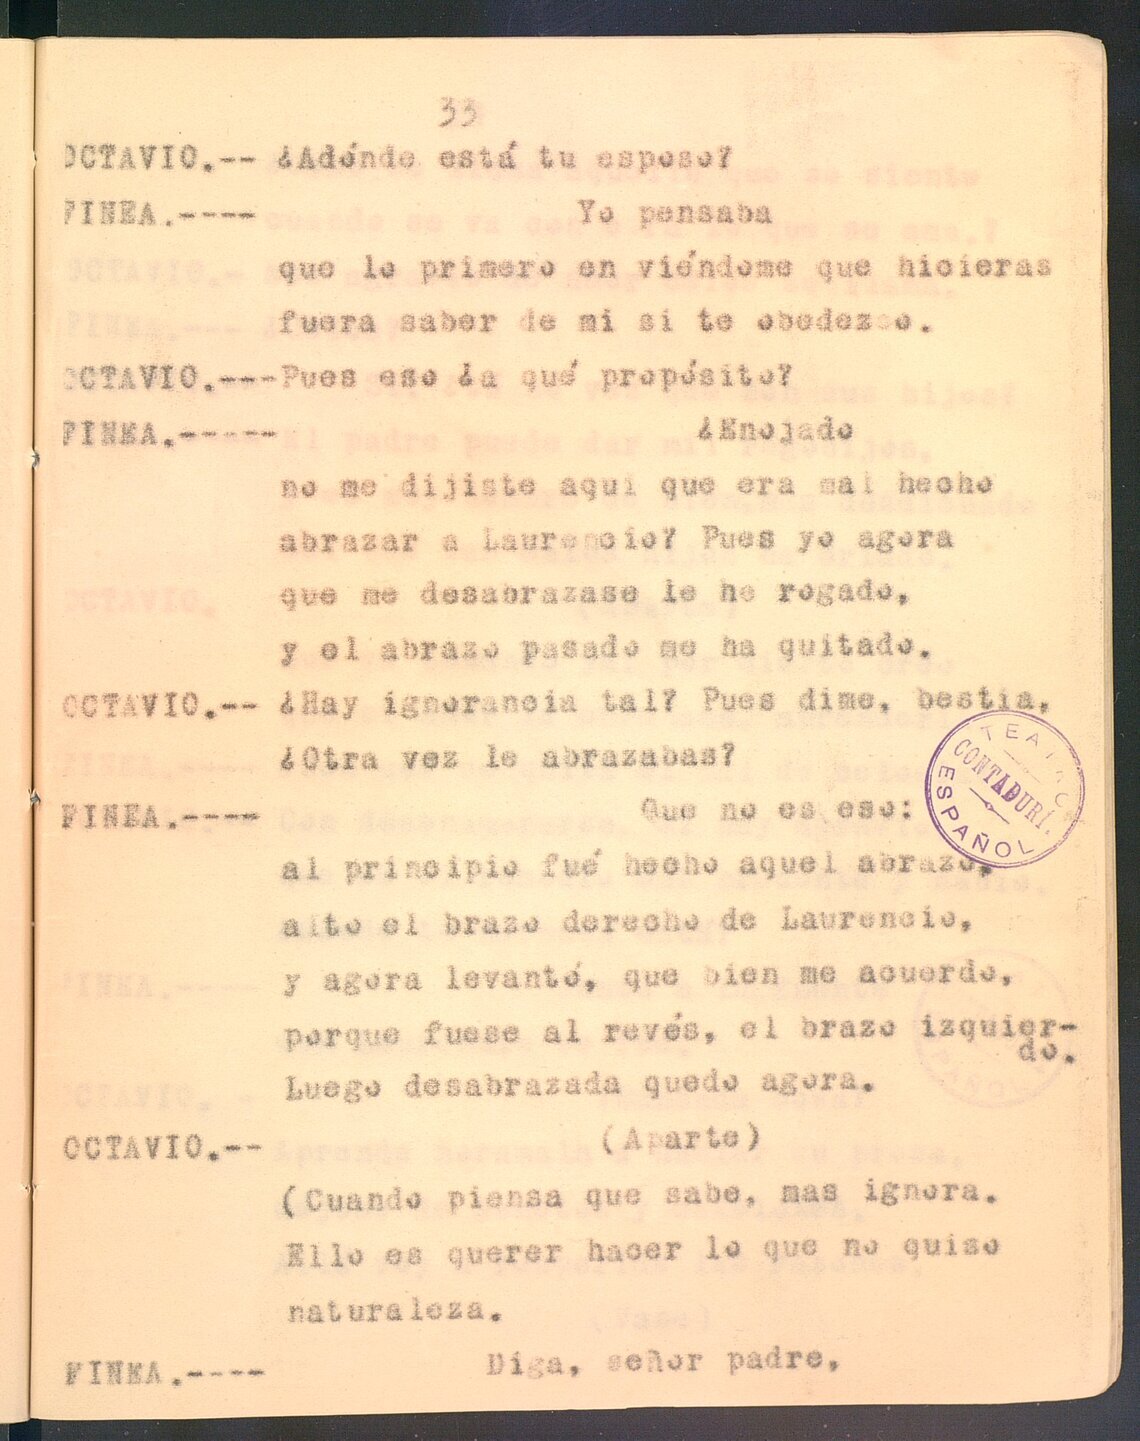 33
OCTAVIO.-- ¿Adónde está tu esposo?
FINEA.---- Yo pensaba
que lo primero en viéndome que hicieras
fuera saber de mi si te obedezco.
OCTAVIO.---Pues eso ¿a qué propósito?
FINEA.----- ¿Enojado
no me dijiste aqui que era mal hecho
abrazar a Laurencio? Pues yo agora
que me desabrazase le he rogado,
y el abrazo pasado me ha quitado.
OCTAVIO.-- ¿Hay ignorancia tal? Pues dime, bestia,
¿Otra vez le abrazabas?
FINEA.---- Que no es eso:
al principio fué hecho aquel abrazo,
alto el brazo derecho de Laurencio,
y agora levantó, que bien me acuerdo,
porque fuese al revés, el brazo izquier-
do.
Luego desabrazada quedo agora.
OCTAVIO.-- (Aparte)
(Cuando piensa que sabe, mas ignora.
Ello es querer hacer lo que no quiso
naturaleza.
FINEA.---- Diga, señor padre,
TEATRO
CONTADURÍ.
ESPAÑOL